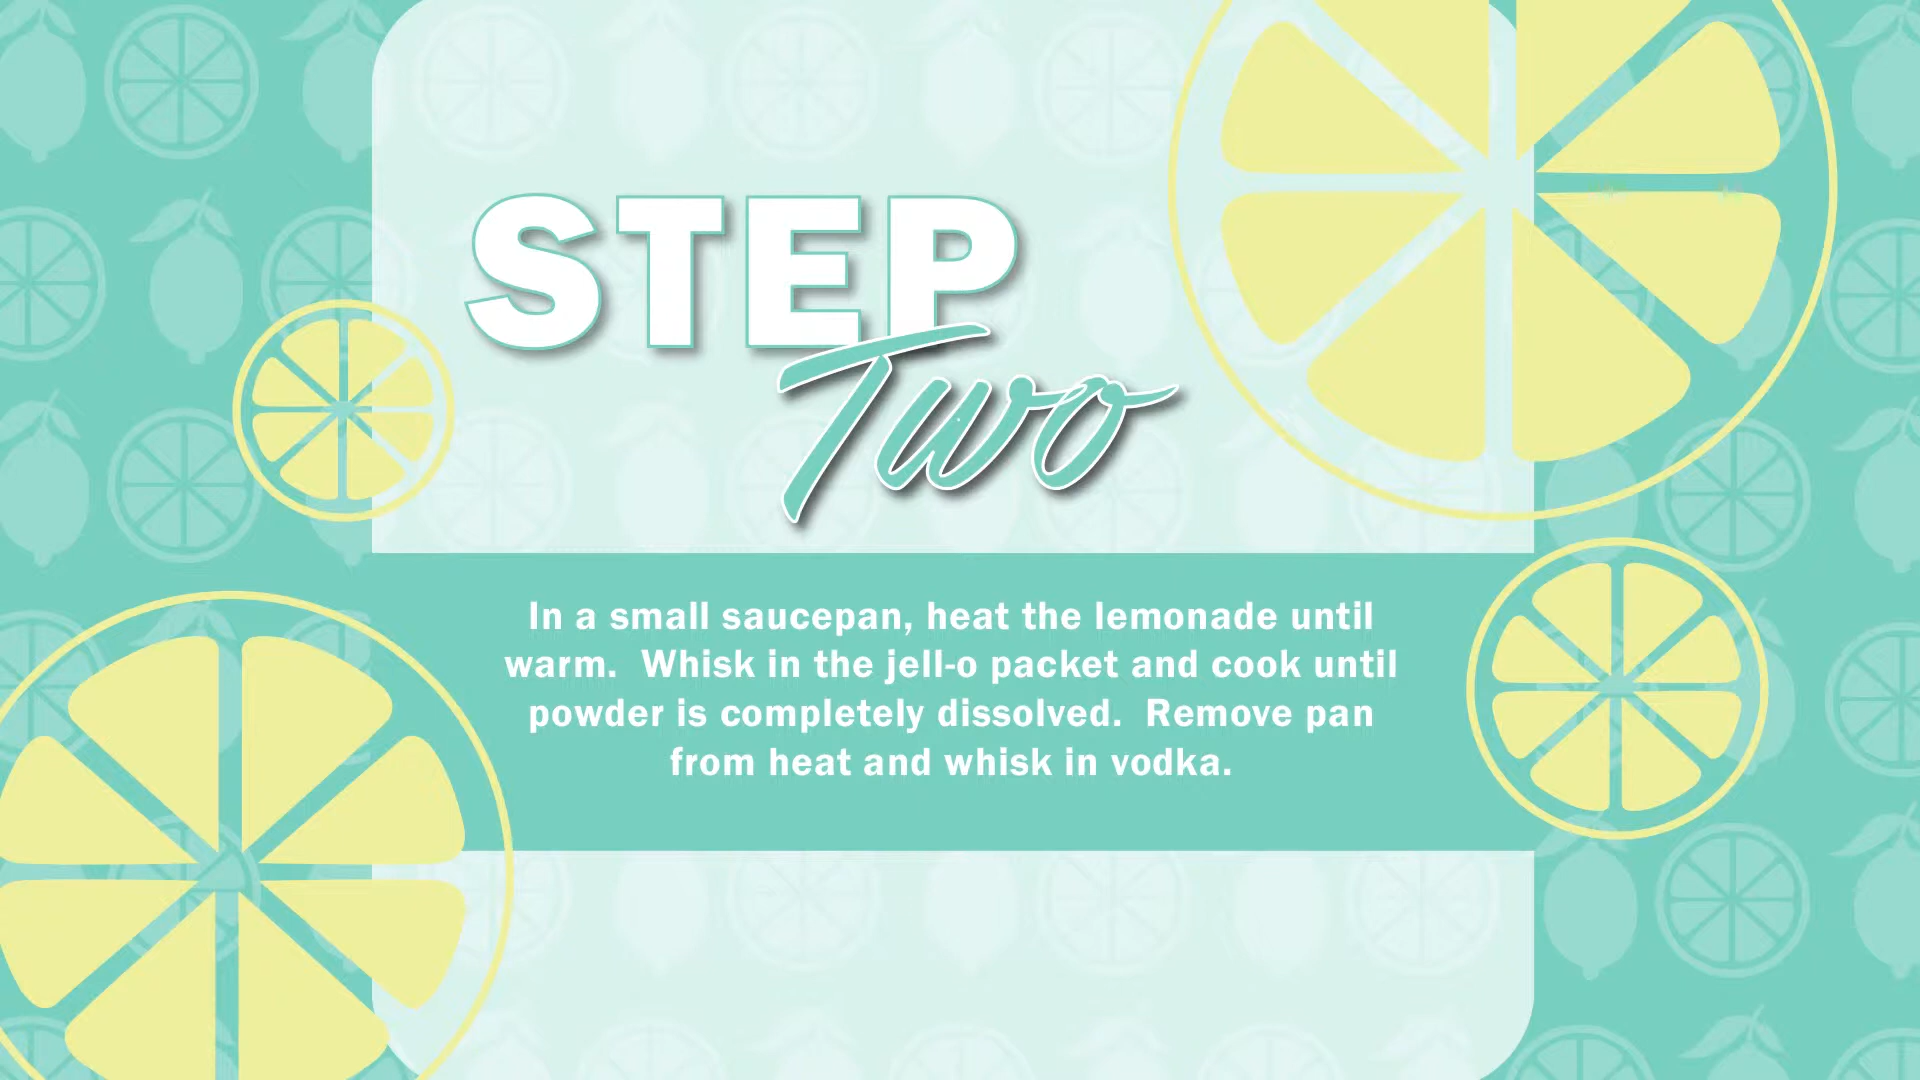 STEP
Two
In a small saucepan, heat the lemonade until
warm.  Whisk in the jell-o packet and cook until
powder is completely dissolved.  Remove pan
from heat and whisk in vodka.